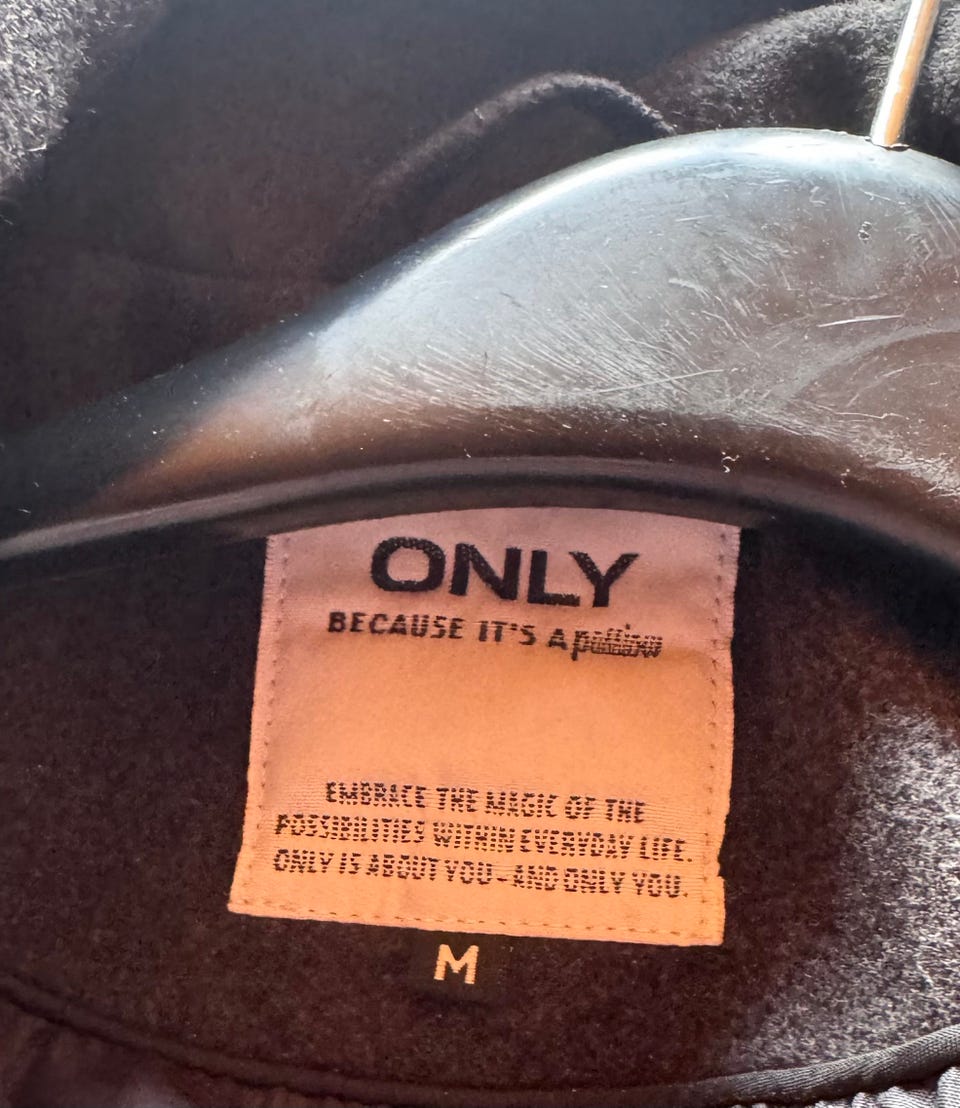 ONLY
BECAUSE IT'S A
EMBRACE THE MAGIC OF THE
POSSIBILITIES WITHIN EVERYDAY LIFE.
ONLY IS ABOUT YOU-AND ONLY YOU.
M